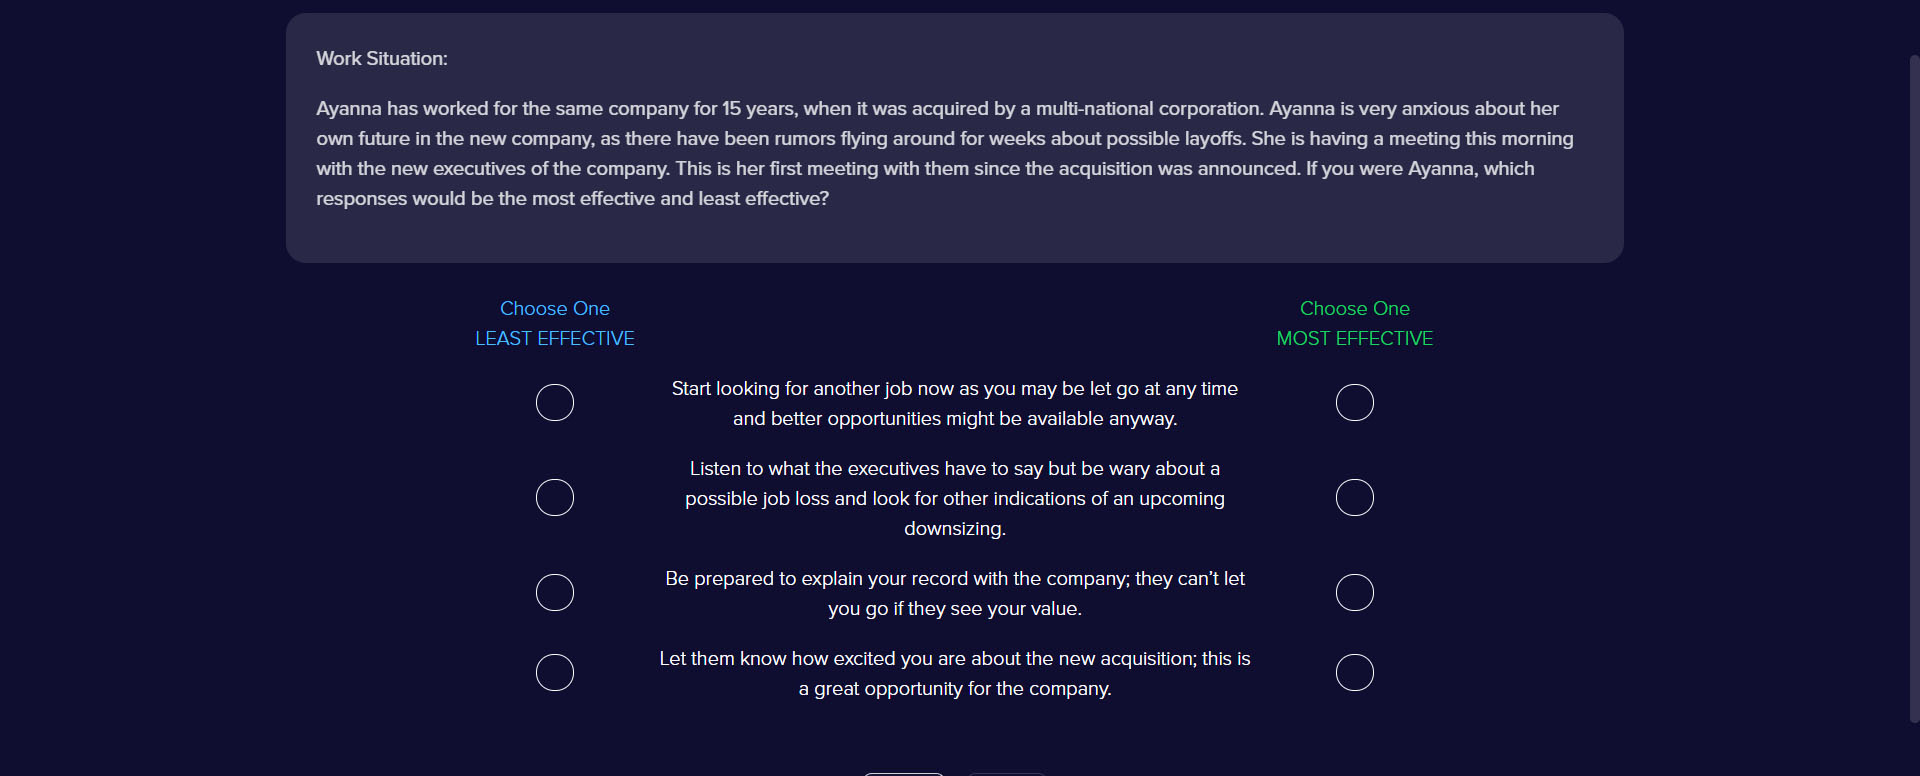 Work Situation:
Ayanna has worked for the same company for 15 years, when it was acquired by a multi-national corporation. Ayanna is very anxious about her
own future in the new company, as there have been rumors flying around for weeks about possible layoffs. She is having a meeting this morning
with the new executives of the company. This is her first meeting with them since the acquisition was announced. If you were Ayanna, which
responses would be the most effective and least effective?
Choose One
LEAST EFFECTIVE
Choose One
MOST EFFECTIVE
Start looking for another job now as you may be let go at any time
and better opportunities might be available anyway.
Listen to what the executives have to say but be wary about a
possible job loss and look for other indications of an upcoming
downsizing.
Be prepared to explain your record with the company; they can’t let
you go if they see your value.
Let them know how excited you are about the new acquisition; this is
a great opportunity for the company.